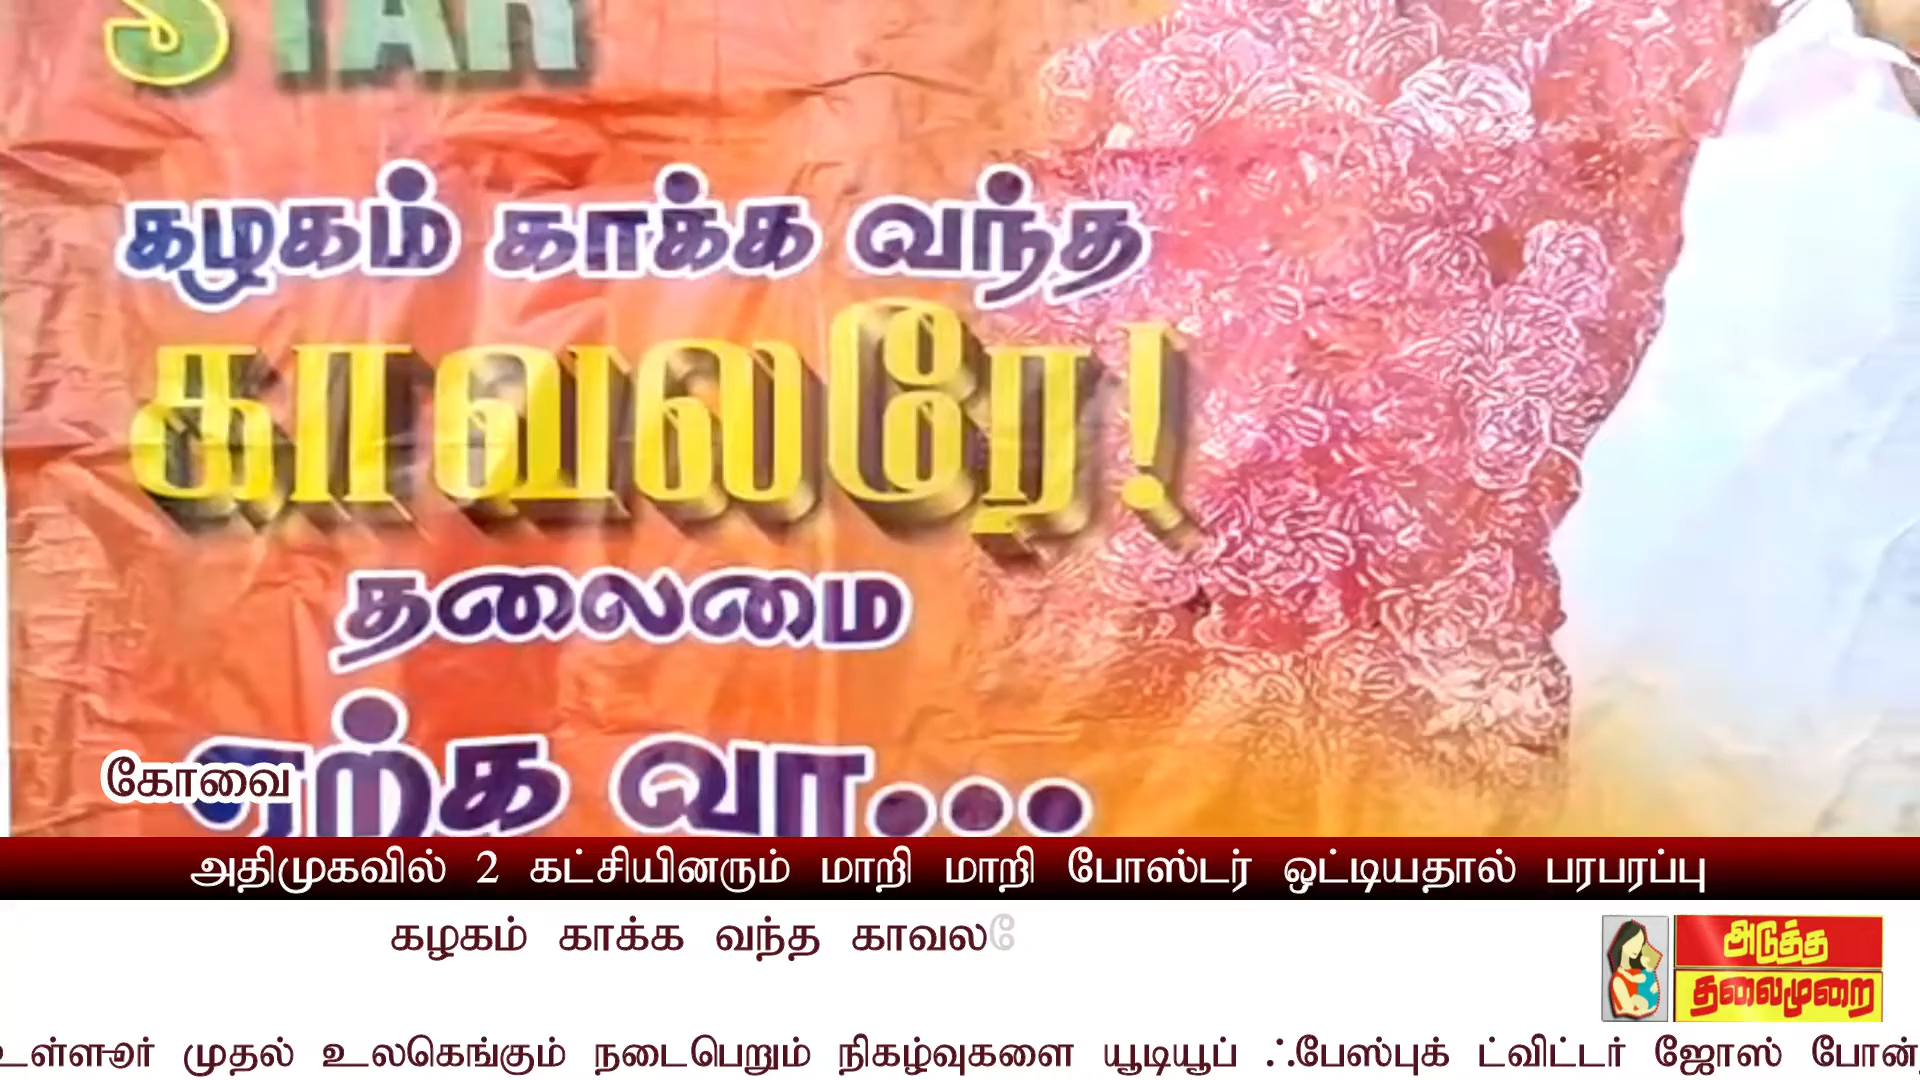 STAR
கழகம் காக்க வந்த
காவலரே!
தலைமை
ஏற்க வா...
கோவை
அதிமுகவில் 2 கட்சியினரும் மாறி மாறி போஸ்டர் ஒட்டியதால் பரபரப்பு
கழகம் காக்க வந்த காவல
அடுத்த
தலைமுறை
உள்ளூர் முதல் உலகெங்கும் நடைபெறும் நிகழ்வுகளை யூடியூப் ஃபேஸ்புக் ட்விட்டர் ஜோஸ் போன்